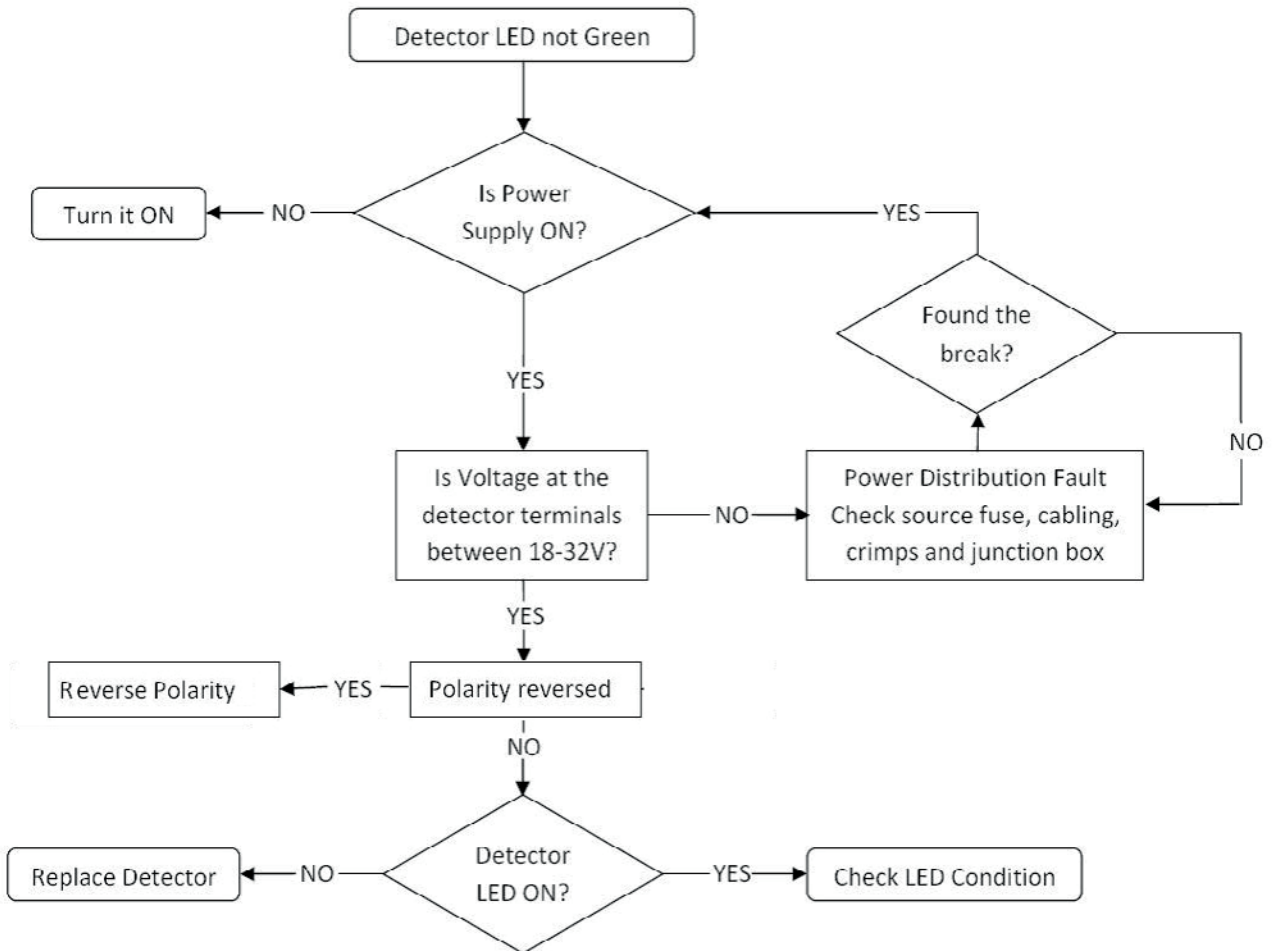 Detector LED not Green
Is Power
Supply ON?
NO
Turn it ON
YES
Found the
break?
YES
NO
Is Voltage at the
detector terminals
between 18-32V?
NO
Power Distribution Fault
Check source fuse, cabling,
crimps and junction box
YES
Polarity reversed
YES
Reverse Polarity
NO
Detector
LED ON?
NO
Replace Detector
YES
Check LED Condition